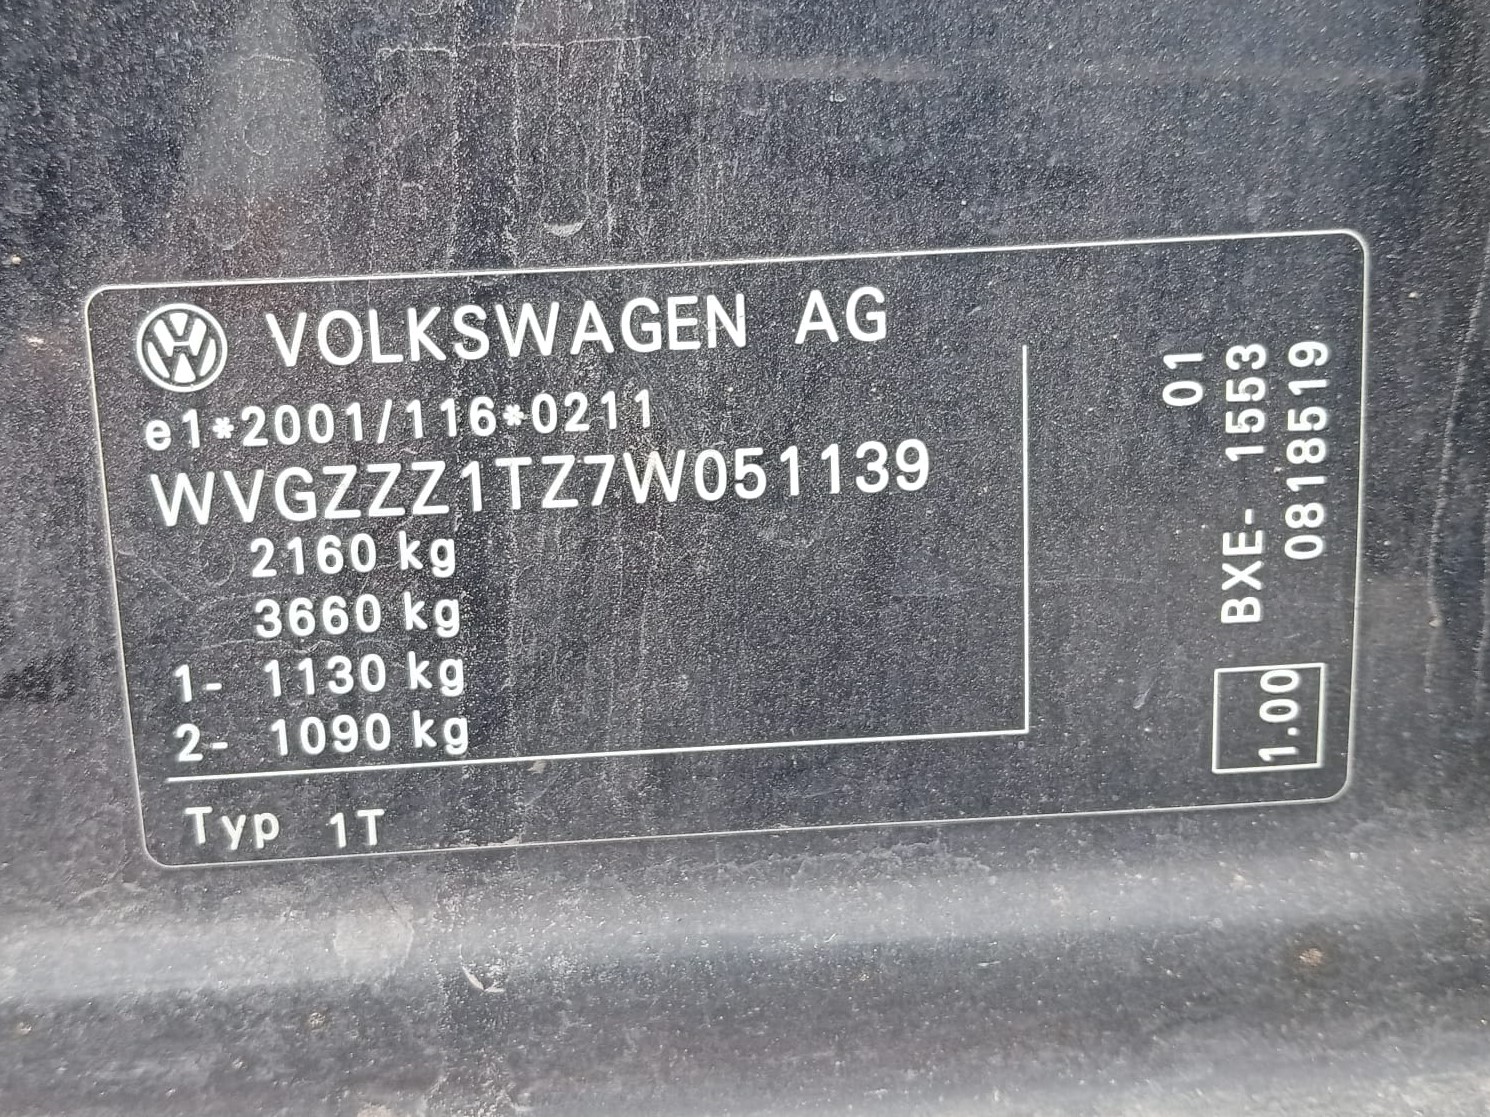 VOLKSWAGEN AG
e1*2001/116*0211
WVGZZZ1TZ7W051139
2160 kg
3660 kg
1- 1130 kg
2- 1090 kg
Typ 1T
01
BXE- 1553
0818519
1.00